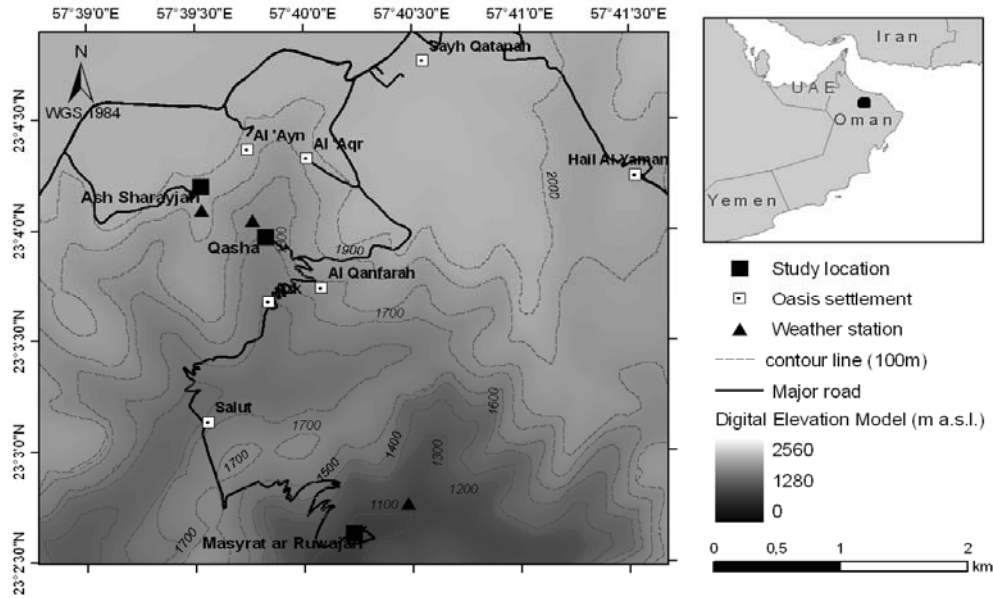 57°39'0"E 57°39'30"E 57°40'0"E 57°40'30"E 57°41'0"E 57°41'30"E
N
WGS 1984
Sayh Qatanah
23°4'30"N
Al 'Ayn
Al 'Aqr
Hail Al Yaman
Ash Sharayjah
2000
23°4'0"N
Qasha'
1900
Al Qanfarah
1700
23°3'30"N
1600
Salut
1700
1400
1300
23°3'0"N
1700
1500
1200
1100
1700
Masyrat ar Ruwajah
23°2'30"N
Iran
UAE
Oman
Yemen
Study location
Oasis settlement
Weather station
contour line (100m)
Major road
Digital Elevation Model (m a.s.l.)
2560
1280
0
0 0,5 1 2
km